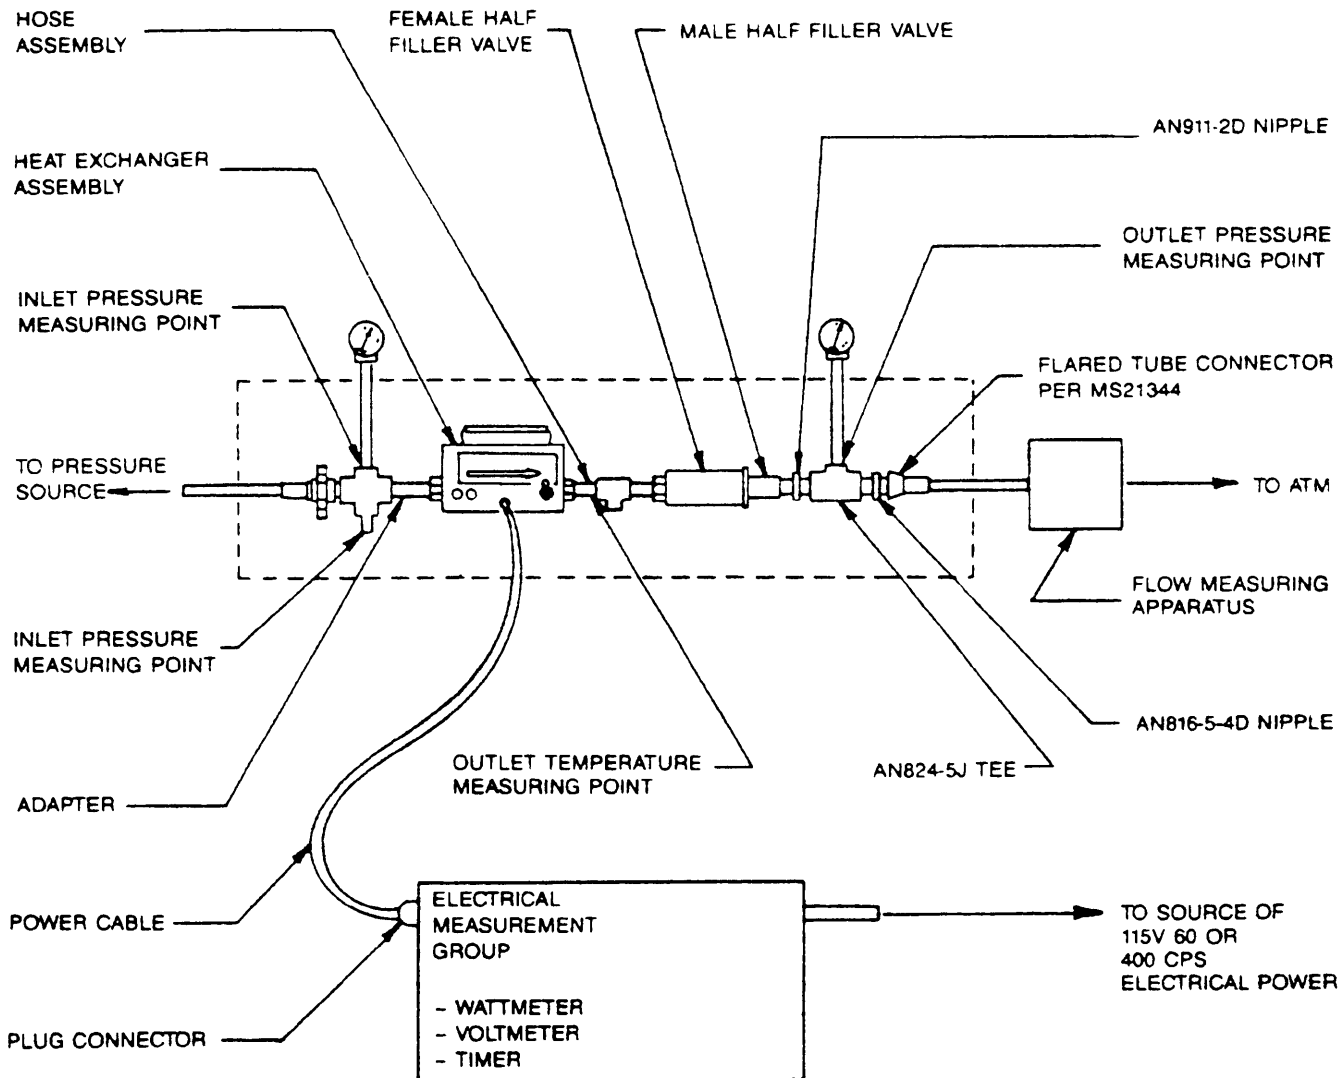 HOSE
ASSEMBLY
FEMALE HALF
FILLER VALVE
MALE HALF FILLER VALVE
AN911-2D NIPPLE
HEAT EXCHANGER
ASSEMBLY
OUTLET PRESSURE
MEASURING POINT
INLET PRESSURE
MEASURING POINT
FLARED TUBE CONNECTOR
PER MS21344
TO PRESSURE
SOURCE
TO ATM
FLOW MEASURING
APPARATUS
INLET PRESSURE
MEASURING POINT
AN816-5-4D NIPPLE
OUTLET TEMPERATURE
MEASURING POINT
AN824-5J TEE
ADAPTER
POWER CABLE
ELECTRICAL
MEASUREMENT
GROUP
- WATTMETER
- VOLTMETER
- TIMER
TO SOURCE OF
115V 60 OR
400 CPS
ELECTRICAL POWER
PLUG CONNECTOR